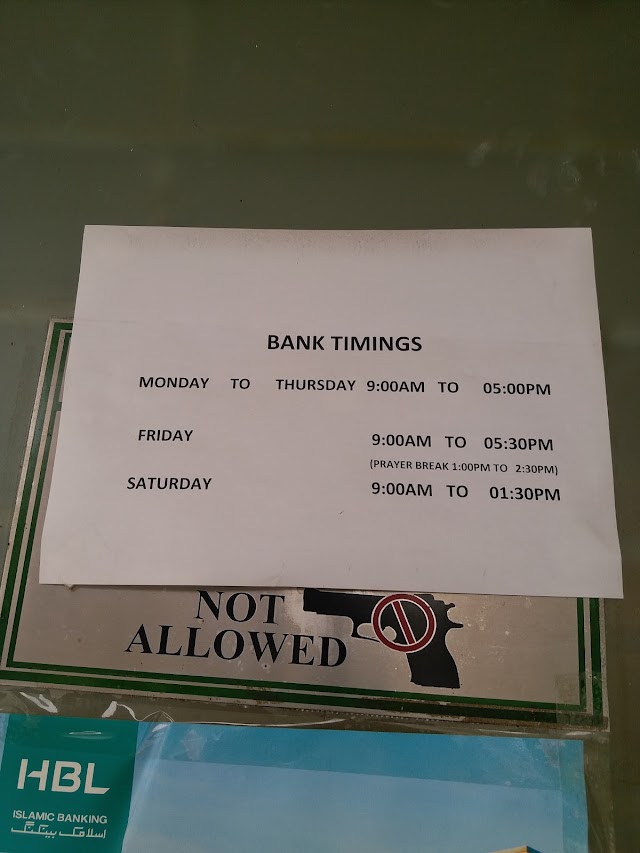 BANK TIMINGS
MONDAY TO THURSDAY 9:00AM TO 05:00PM
FRIDAY 9:00AM TO 05:30PM
(PRAYER BREAK 1:00PM TO 2:30PM)
SATURDAY 9:00AM TO 01:30PM
NOT
ALLOWED
HBL
ISLAMIC BANKING
اسلامک بینکنگ